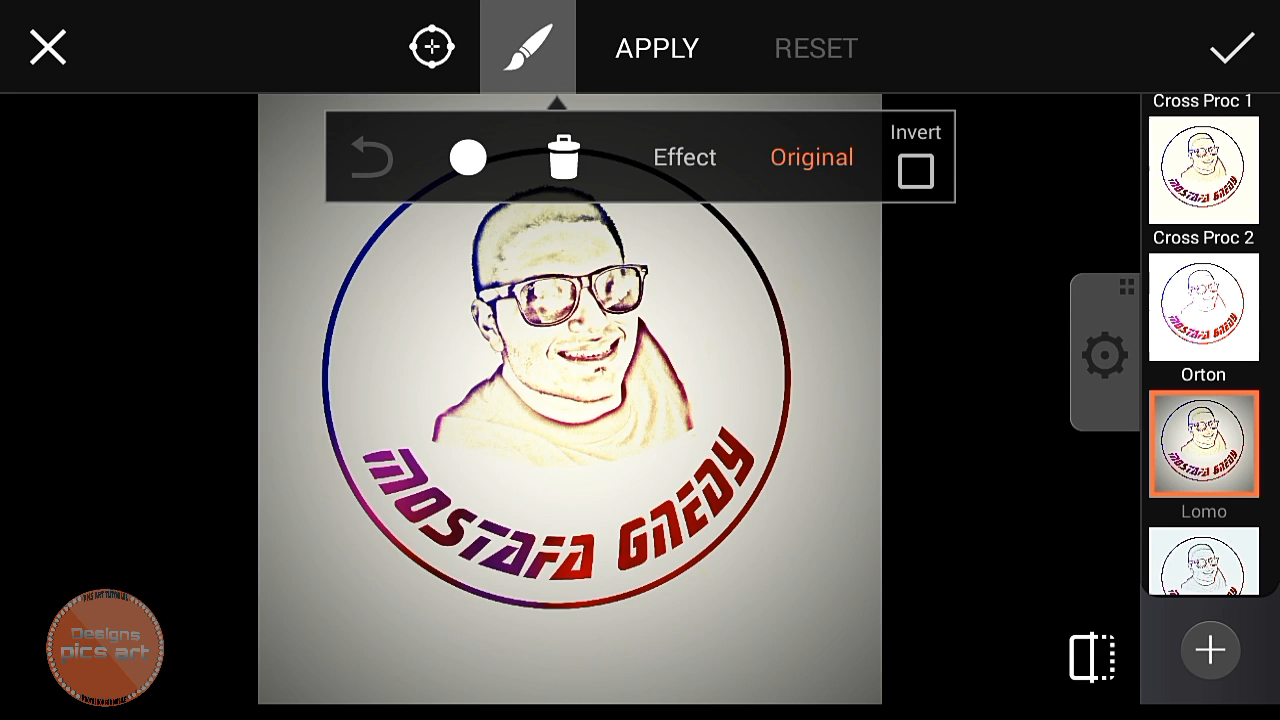 APPLY
RESET
Effect
Original
Invert
Cross Proc 1
Cross Proc 2
Orton
Lomo
MOSTAFA GNEDY
Designs
pics art